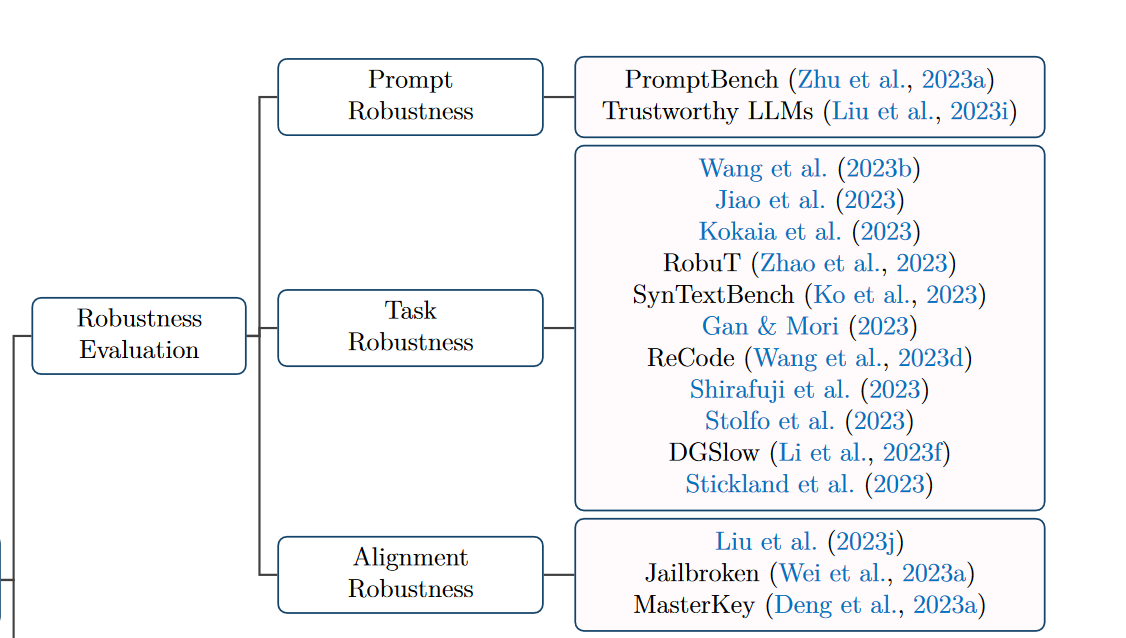 Robustness
Evaluation
Prompt
Robustness
PromptBench (Zhu et al., 2023a)
Trustworthy LLMs (Liu et al., 2023i)
Task
Robustness
Wang et al. (2023b)
Jiao et al. (2023)
Kokaia et al. (2023)
RobuT (Zhao et al., 2023)
SynTextBench (Ko et al., 2023)
Gan & Mori (2023)
ReCode (Wang et al., 2023d)
Shirafuji et al. (2023)
Stolfo et al. (2023)
DGSlow (Li et al., 2023f)
Stickland et al. (2023)
Alignment
Robustness
Liu et al. (2023j)
Jailbroken (Wei et al., 2023a)
MasterKey (Deng et al., 2023a)